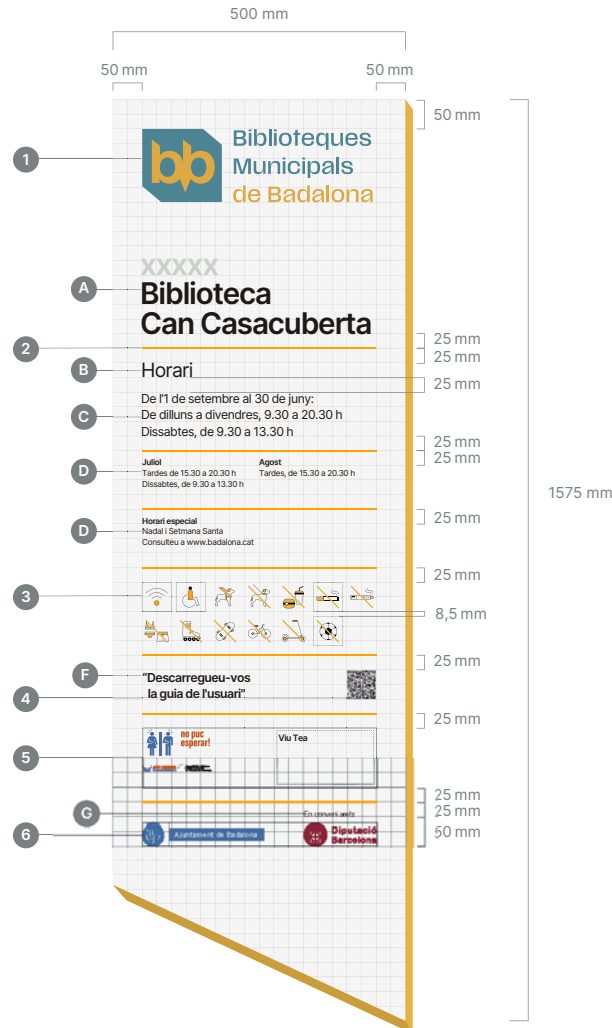 500 mm
50 mm
50 mm
50 mm
1
Biblioteques
Municipals
de Badalona
bb
XXXXX
A
Biblioteca
Can Casacuberta
2
25 mm
25 mm
B
Horari
25 mm
C
De l'1 de setembre al 30 de juny:
De dilluns a divendres, 9.30 a 20.30 h
Dissabtes, de 9.30 a 13.30 h
25 mm
25 mm
D
Juliol
Tardes de 15.30 a 20.30 h
Dissabtes, de 9.30 a 13.30 h
Agost
Tardes, de 15.30 a 20.30 h
1575 mm
25 mm
D
Horari especial
Nadal i Setmana Santa
Consulteu a www.badalona.cat
25 mm
3
8,5 mm
25 mm
F
"Descarregueu-vos
la guia de l'usuari"
4
25 mm
no puc
esperar!
Viu Tea
5
25 mm
G
En conveni amb:
25 mm
6
Ajuntament de Badalona
Diputació
Barcelona
50 mm